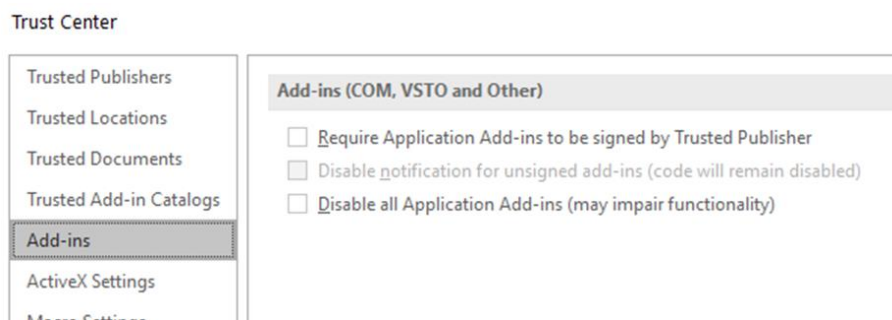 Trust Center
Trusted Publishers
Trusted Locations
Trusted Documents
Trusted Add-in Catalogs
Add-ins
ActiveX Settings
Macro Settings
Add-ins (COM, VSTO and Other)
Require Application Add-ins to be signed by Trusted Publisher
Disable notification for unsigned add-ins (code will remain disabled)
Disable all Application Add-ins (may impair functionality)